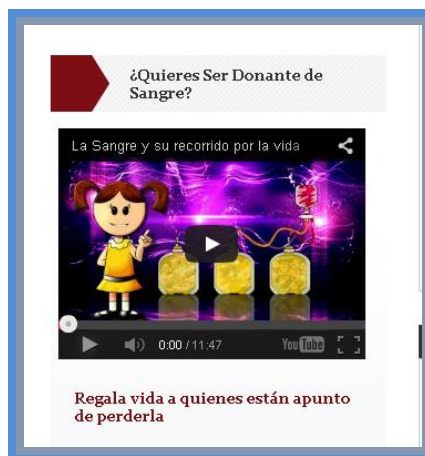 ¿Quieres Ser Donante de
Sangre?
La Sangre y su recorrido por la vida
0:00 / 11:47
YouTube
Regala vida a quienes están apunto
de perderla